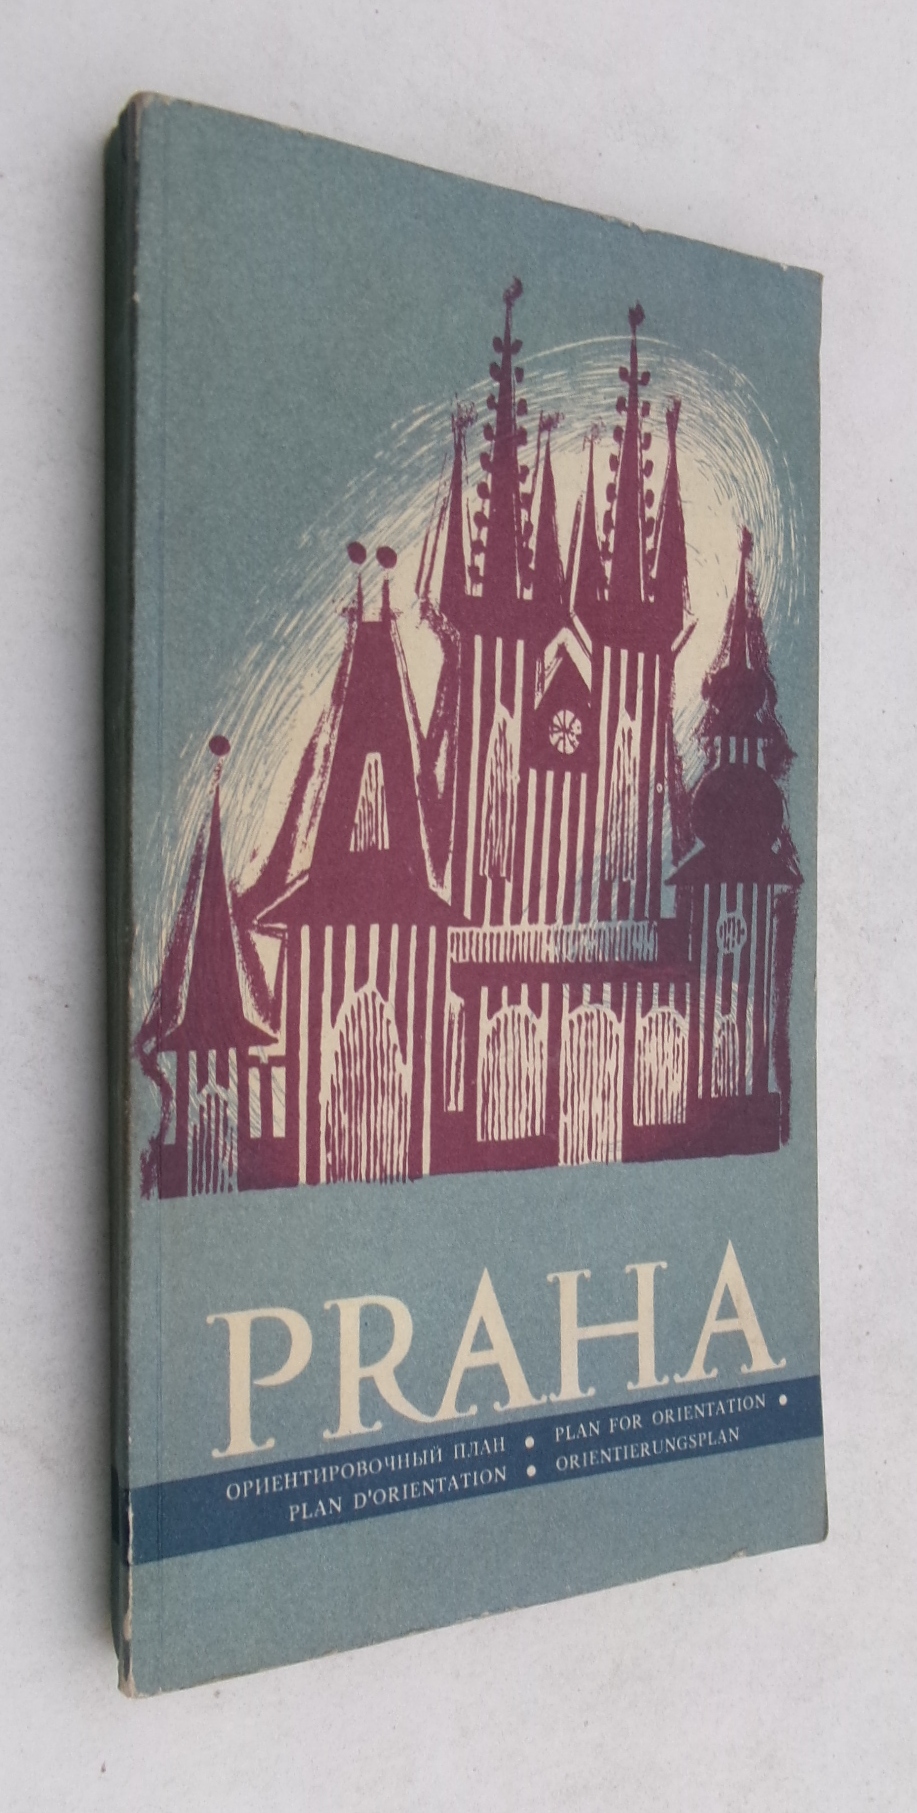 PRAHA
ОРИЕНТИРОВОЧНЫЙ ПЛАН • PLAN FOR ORIENTATION •
PLAN D'ORIENTATION • ORIENTIERUNGSPLAN